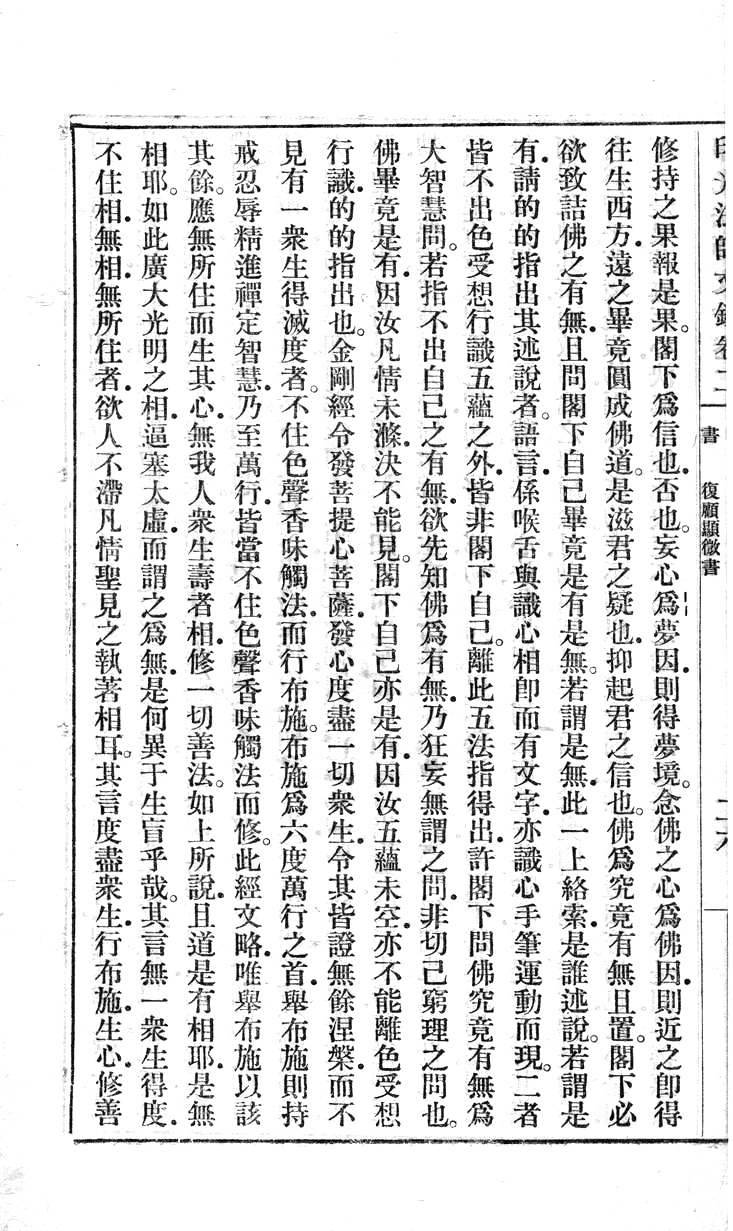 印光法師文鈔卷二
書
復顧顯微書
二六
修持之果報是果。閣下爲信也否也。妄心爲夢因則得夢境。念佛之心爲佛因則近之卽得
往生西方遠之畢竟圓成佛道。是滋君之疑也抑起君之信也。佛爲究竟有無且置。閣下必
欲致詰佛之有無且問閣下自己畢竟是有是無。若謂是無此一上絡索是誰述說。若謂是
有請的的指出其述說者。語言係喉舌與識心相卽而有文字亦識心手筆運動而現。二者
皆不出色受想行識五蘊之外皆非閣下自己。離此五法指得出許閣下問佛究竟有無爲
大智慧問。若指不出自己之有無欲先知佛爲有無乃狂妄無謂之問非切己窮理之問也。
佛畢竟是有因汝凡情未滌決不能見。閣下自己亦是有因汝五蘊未空亦不能離色受想
行識的的指出也。金剛經令發菩提心菩薩發心度盡一切衆生令其皆證無餘涅槃而不
見有一衆生得滅度者。不住色聲香味觸法而行布施。布施爲六度萬行之首舉布施則持
戒忍辱精進禪定智慧乃至萬行皆當不住色聲香味觸法而修。此經文略唯舉布施以該
其餘。應無所住而生其心無我人衆生壽者相修一切善法。如上所說且道是有相耶是無
相耶。如此廣大光明之相逼塞太虛而謂之爲無是何異于生盲乎哉。其言無一衆生得度
不住相無相無所住者欲人不滯凡情聖見之執著相耳。其言度盡衆生行布施生心修善